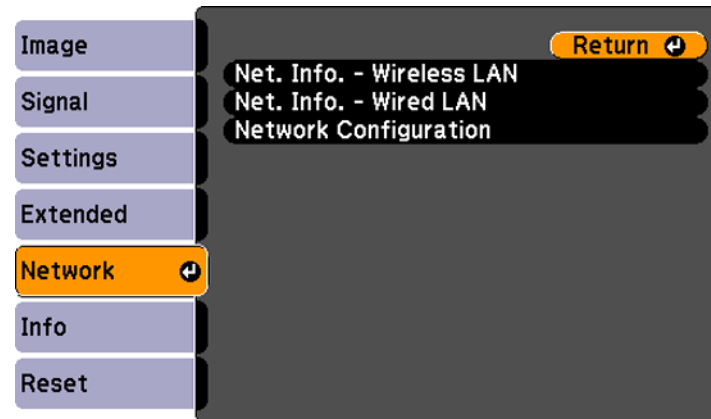 Image
Signal
Settings
Extended
Network
Info
Reset
Return
Net. Info. - Wireless LAN
Net. Info. - Wired LAN
Network Configuration